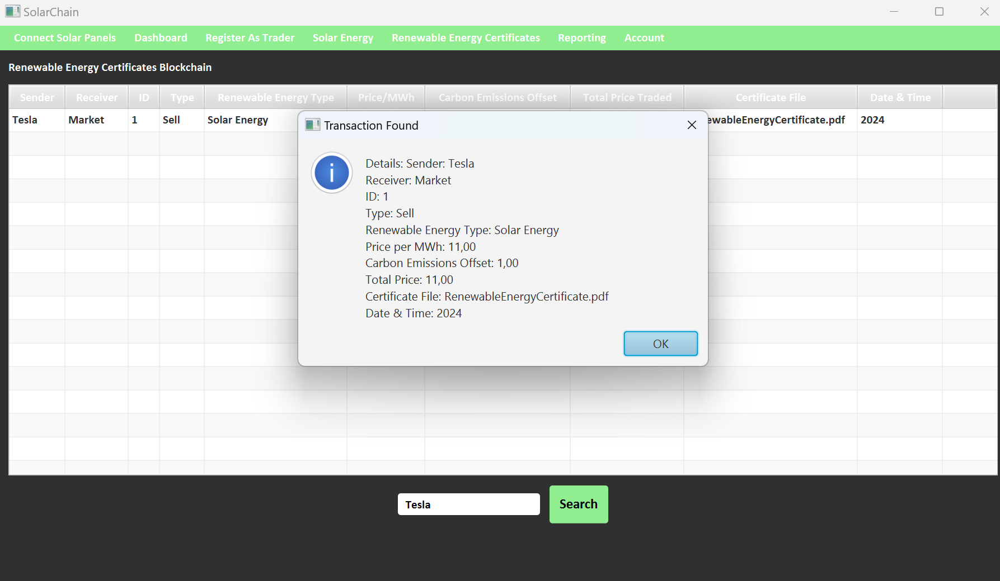 SolarChain
Connect Solar Panels Dashboard Register As Trader Solar Energy Renewable Energy Certificates Reporting Account
Renewable Energy Certificates Blockchain
Sender Receiver ID Type Renewable Energy Type Price/MWh Carbon Emissions Offset Total Price Traded Certificate File Date & Time
Tesla Market 1 Sell Solar Energy ewableEnergyCertificate.pdf 2024
Transaction Found
Details: Sender: Tesla
Receiver: Market
ID: 1
Type: Sell
Renewable Energy Type: Solar Energy
Price per MWh: 11,00
Carbon Emissions Offset: 1,00
Total Price: 11,00
Certificate File: RenewableEnergyCertificate.pdf
Date & Time: 2024
OK
Tesla
Search